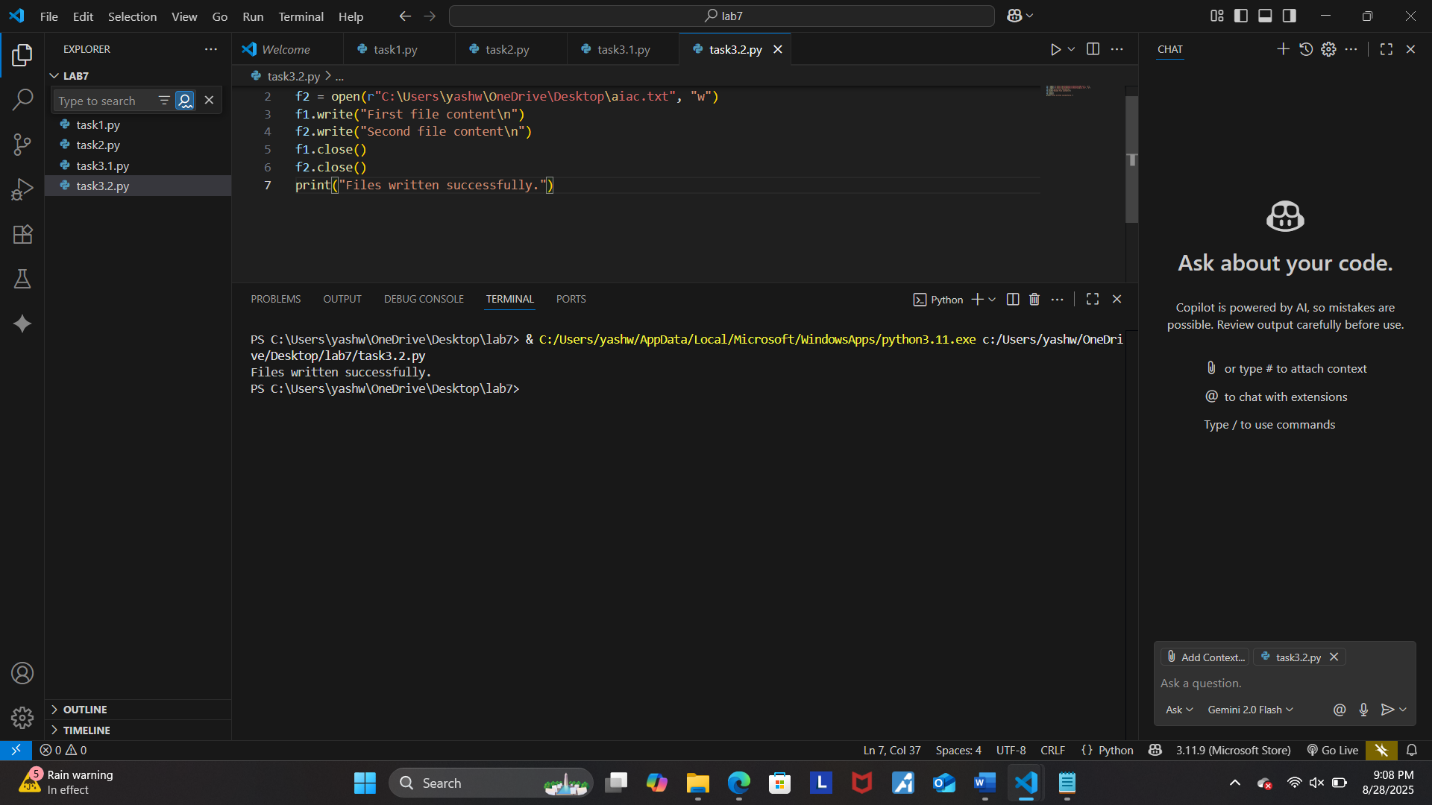 File Edit Selection View Go Run Terminal Help
lab7
EXPLORER
LAB7
Type to search
task1.py
task2.py
task3.1.py
task3.2.py
OUTLINE
TIMELINE
Welcome task1.py task2.py task3.1.py task3.2.py
task3.2.py > ...
2 f2 = open(r"C:\Users\yashw\OneDrive\Desktop\aiac.txt", "w")
3 f1.write("First file content\n")
4 f2.write("Second file content\n")
5 f1.close()
6 f2.close()
7 print("Files written successfully.")
PROBLEMS OUTPUT DEBUG CONSOLE TERMINAL PORTS
Python
PS C:\Users\yashw\OneDrive\Desktop\lab7> & C:/Users/yashw/AppData/Local/Microsoft/WindowsApps/python3.11.exe c:/Users/yashw/OneDri
ve/Desktop/lab7/task3.2.py
Files written successfully.
PS C:\Users\yashw\OneDrive\Desktop\lab7>
CHAT
Ask about your code.
Copilot is powered by AI, so mistakes are
possible. Review output carefully before use.
or type # to attach context
@ to chat with extensions
Type / to use commands
Add Context... task3.2.py
Ask a question.
Ask Gemini 2.0 Flash @
0 0 Ln 7, Col 37 Spaces: 4 UTF-8 CRLF {} Python 3.11.9 (Microsoft Store) Go Live
5
Rain warning
In effect
Search
L
9:08 PM
8/28/2025